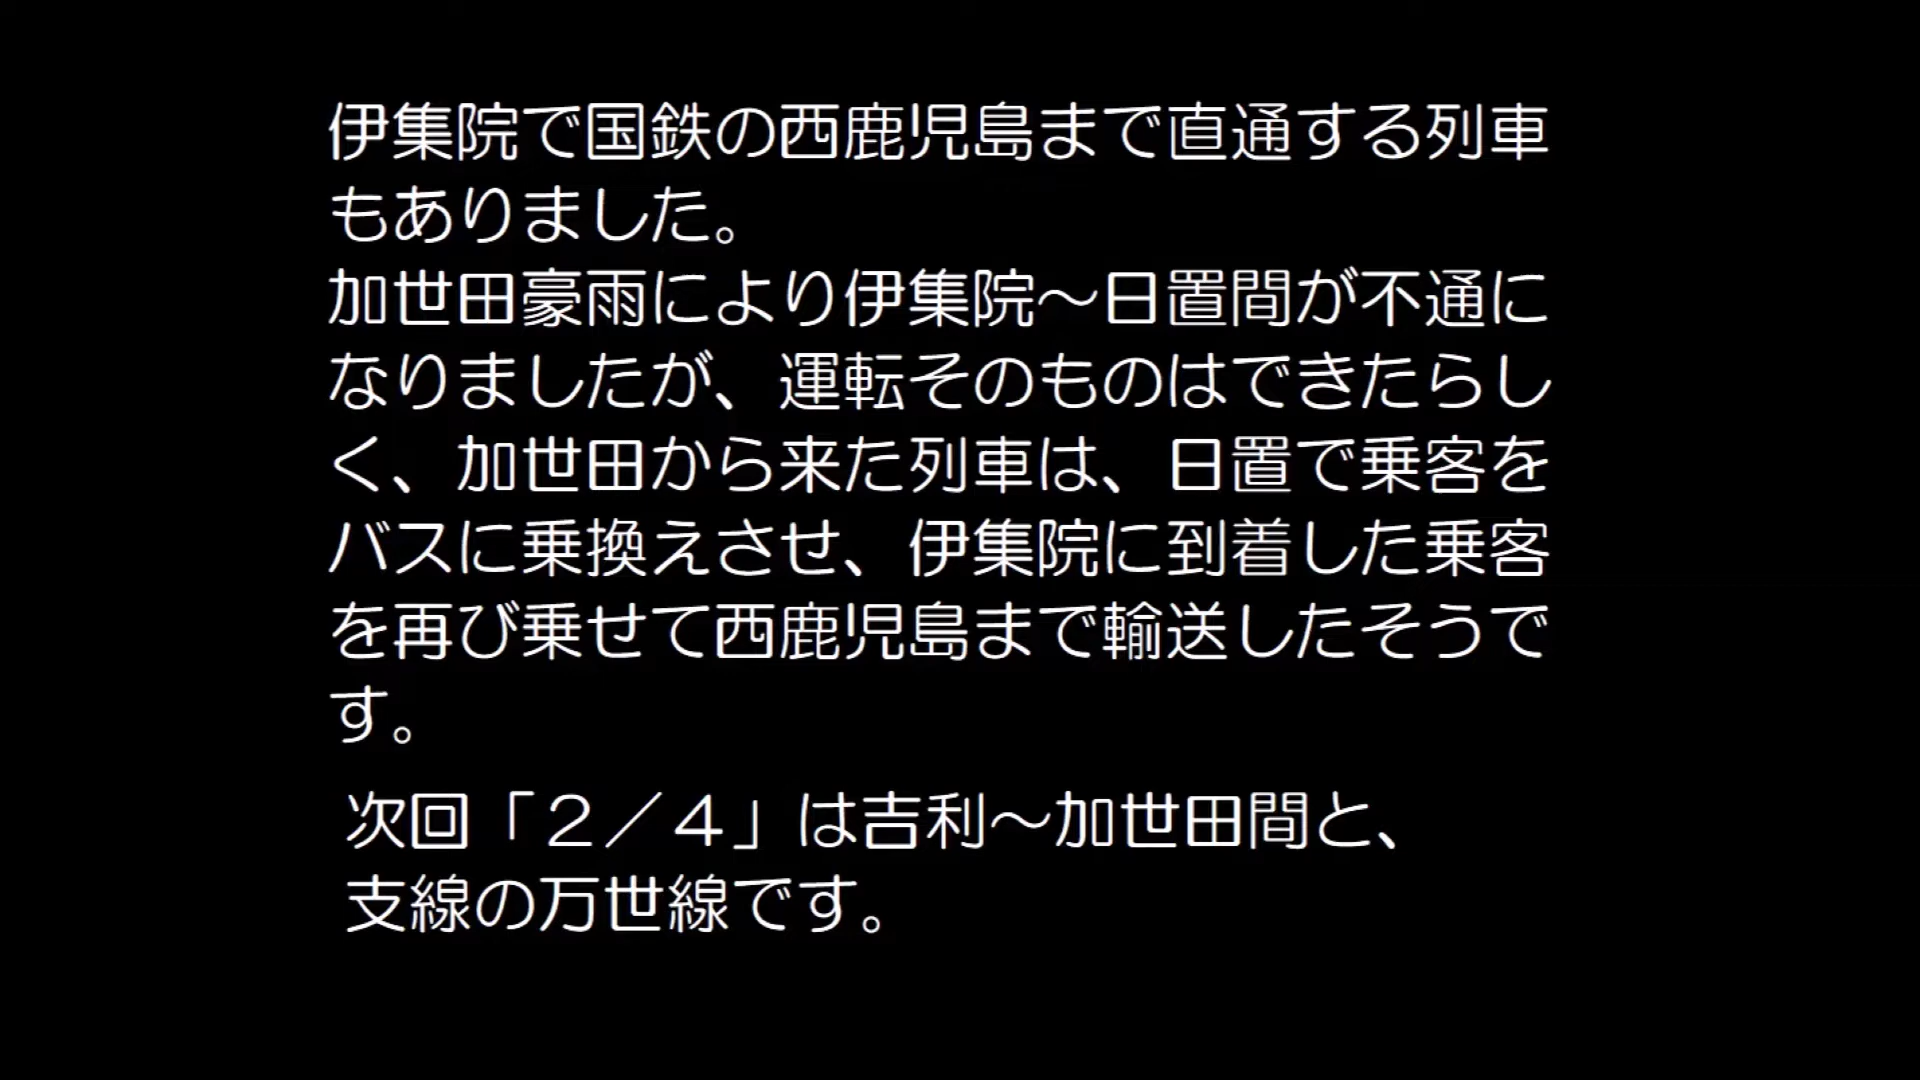 伊集院で国鉄の西鹿児島まで直通する列車
もありました。
加世田豪雨により伊集院～日置間が不通に
なりましたが、運転そのものはできたらし
く、加世田から来た列車は、日置で乗客を
バスに乗換えさせ、伊集院に到着した乗客
を再び乗せて西鹿児島まで輸送したそうで
す。
次回「２／４」は吉利～加世田間と、
支線の万世線です。